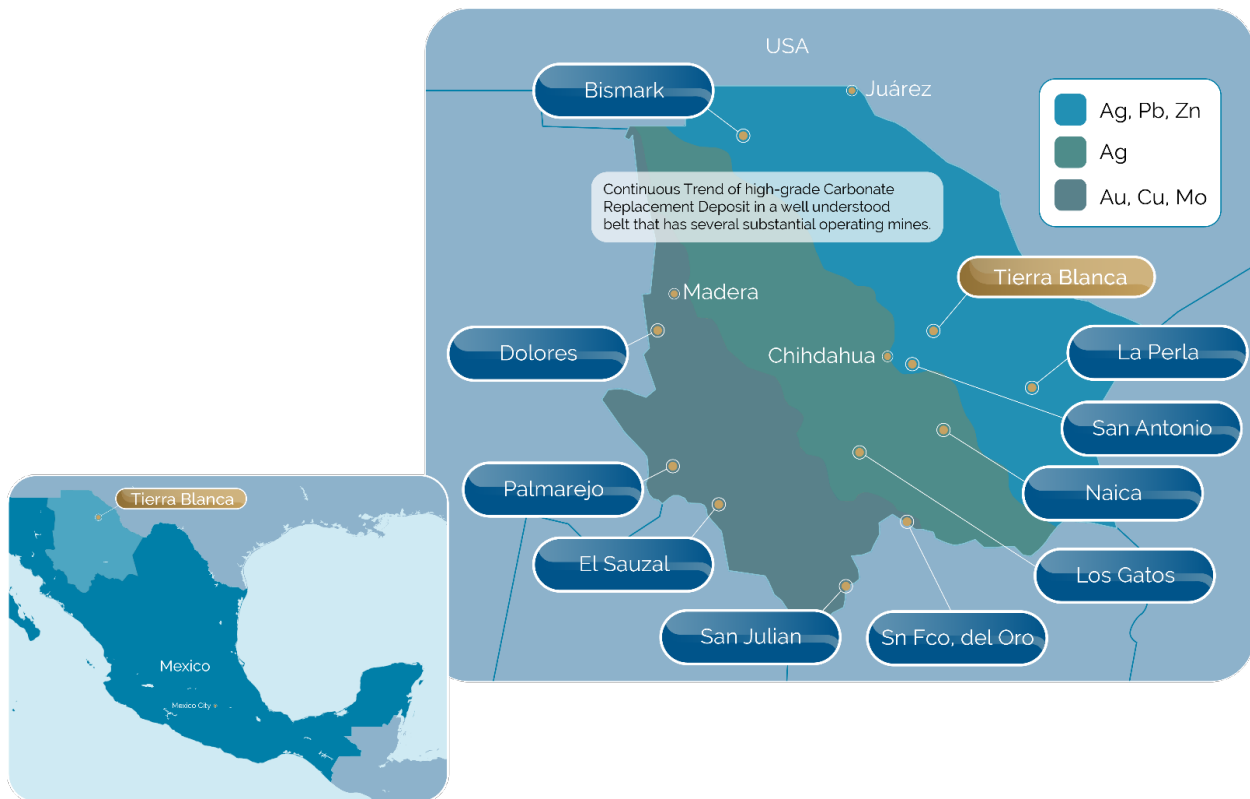 USA
Bismark
Juárez
Ag, Pb, Zn
Ag
Au, Cu, Mo
Continuous Trend of high-grade Carbonate
Replacement Deposit in a well understood
belt that has several substantial operating mines.
Tierra Blanca
Madera
Dolores
Chihdahua
La Perla
San Antonio
Palmarejo
Naica
El Sauzal
Los Gatos
San Julian
Sn Fco, del Oro
Tierra Blanca
Mexico
Mexico City